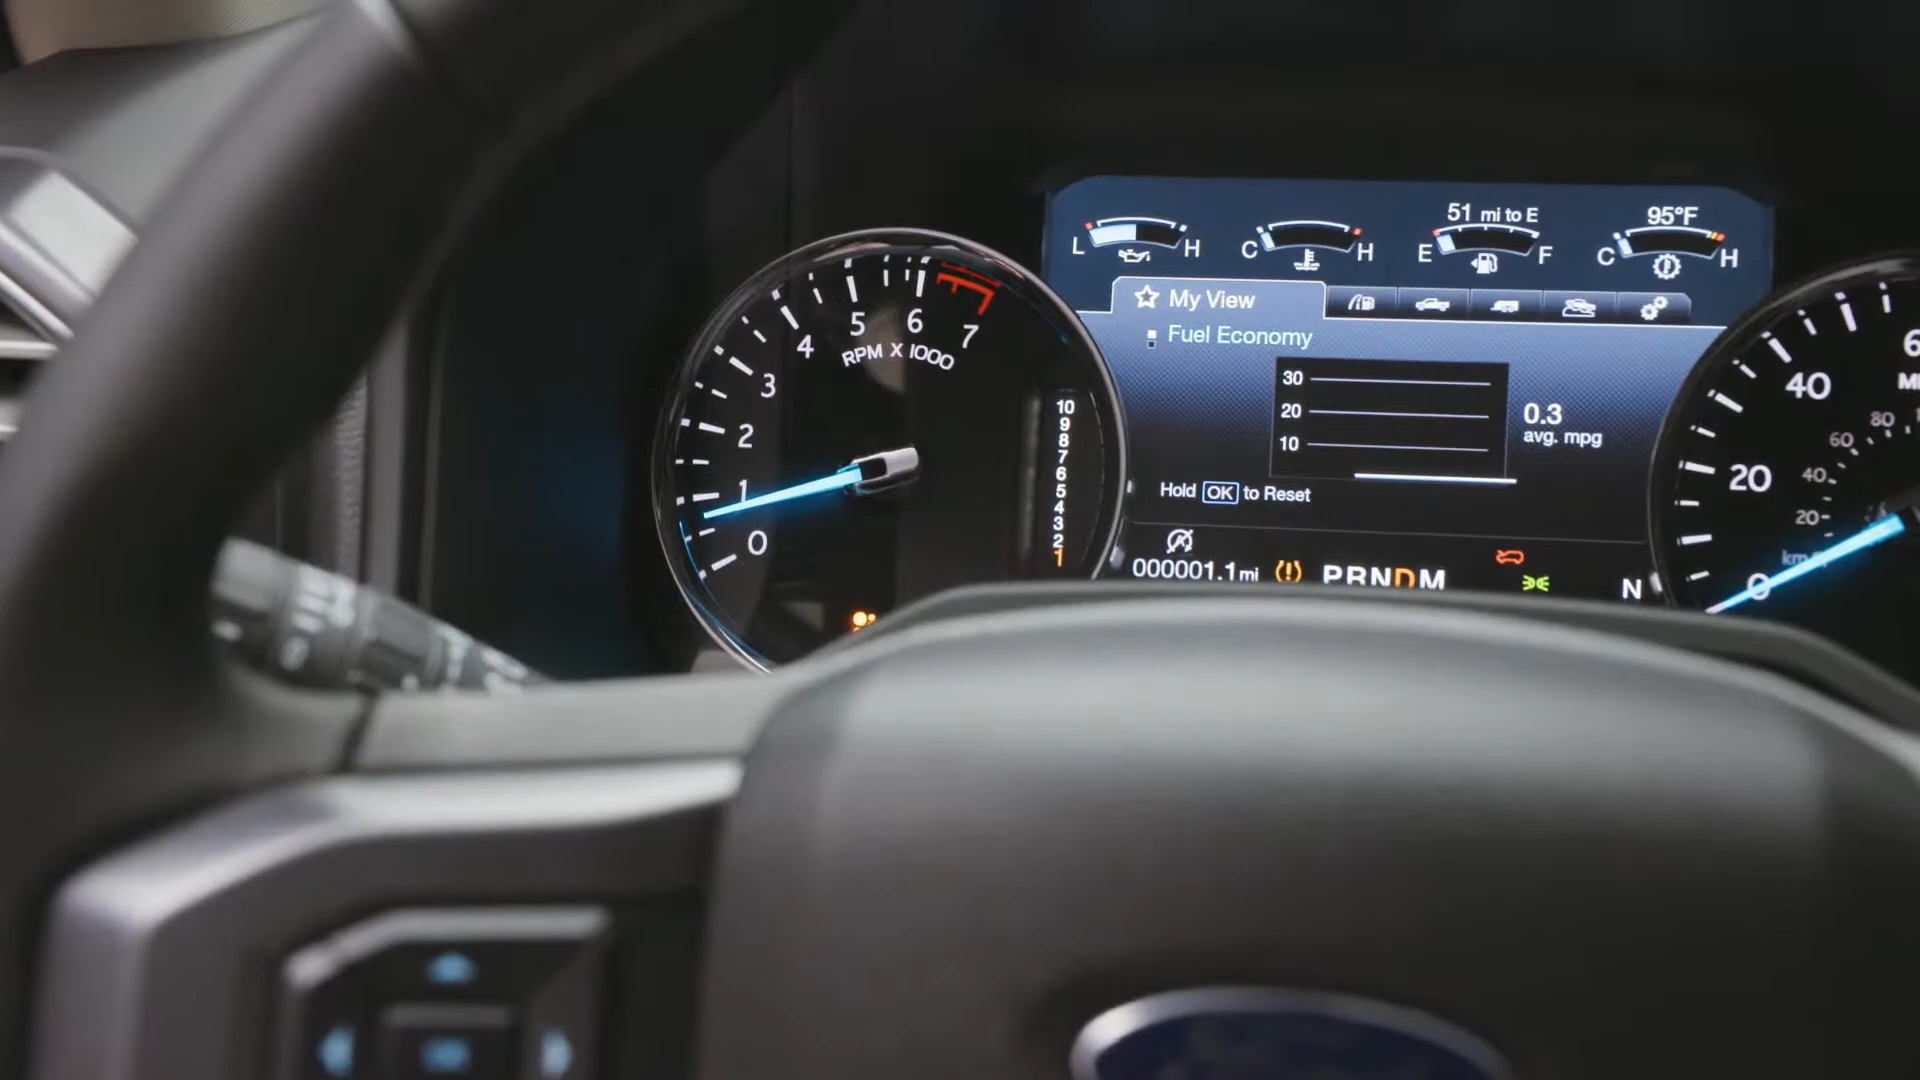 51 mi to E
95°F
L H
C H
E F
C H
My View
Fuel Economy
30
20
10
0.3
avg. mpg
Hold OK to Reset
000001.1 mi
PRNDM
N
0
1
2
3
4
5
6
7
RPM X 1000
10
9
8
7
6
5
4
3
2
1
0
20
40
6
20
40
60
80
km